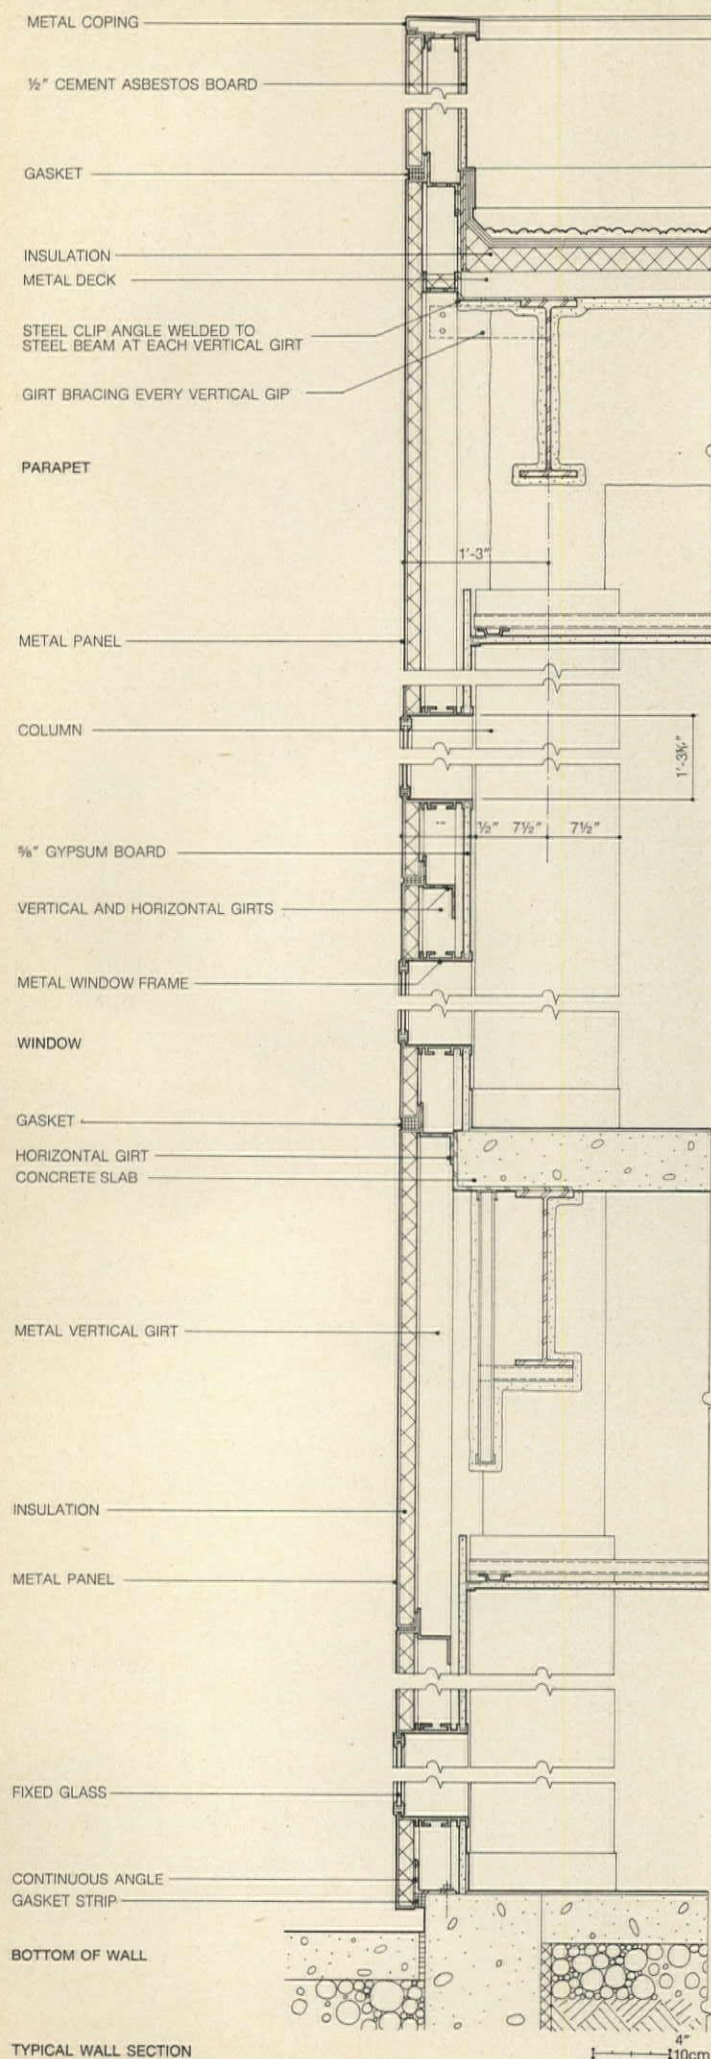 METAL COPING
½" CEMENT ASBESTOS BOARD
GASKET
INSULATION
METAL DECK
STEEL CLIP ANGLE WELDED TO
STEEL BEAM AT EACH VERTICAL GIRT
GIRT BRACING EVERY VERTICAL GIP
PARAPET
1'-3"
METAL PANEL
COLUMN
1'-3¾"
½" 7½" 7½"
⅝" GYPSUM BOARD
VERTICAL AND HORIZONTAL GIRTS
METAL WINDOW FRAME
WINDOW
GASKET
HORIZONTAL GIRT
CONCRETE SLAB
METAL VERTICAL GIRT
INSULATION
METAL PANEL
FIXED GLASS
CONTINUOUS ANGLE
GASKET STRIP
BOTTOM OF WALL
TYPICAL WALL SECTION
4"
10cm